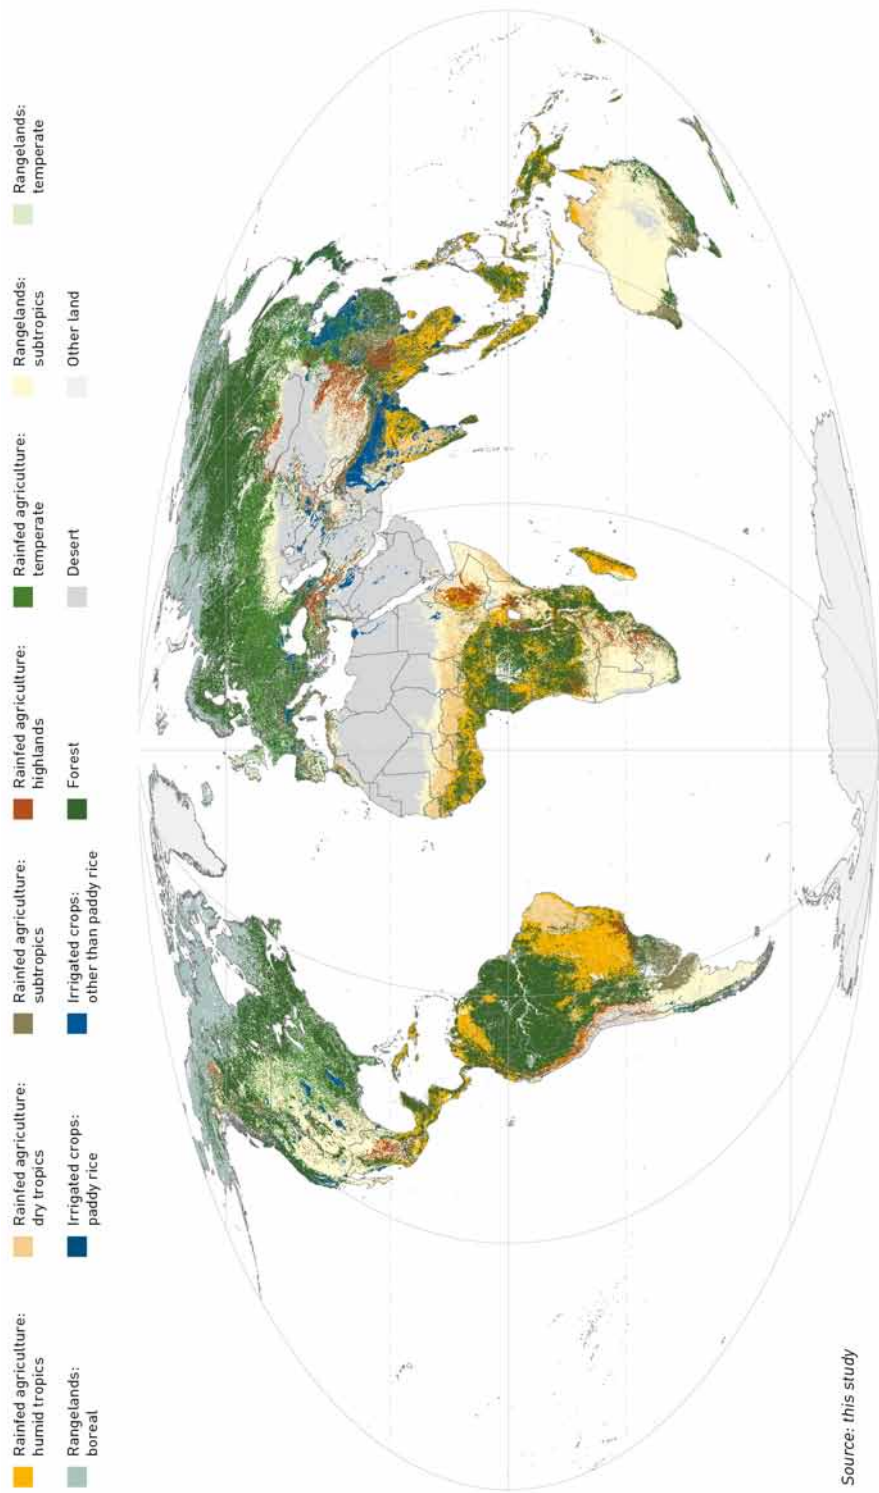 Rainfed agriculture:
humid tropics
Rainfed agriculture:
dry tropics
Rainfed agriculture:
subtropics
Rainfed agriculture:
highlands
Rainfed agriculture:
temperate
Rangelands:
subtropics
Rangelands:
temperate
Rangelands:
boreal
Irrigated crops:
paddy rice
Irrigated crops:
other than paddy rice
Forest
Desert
Other land
Source: this study